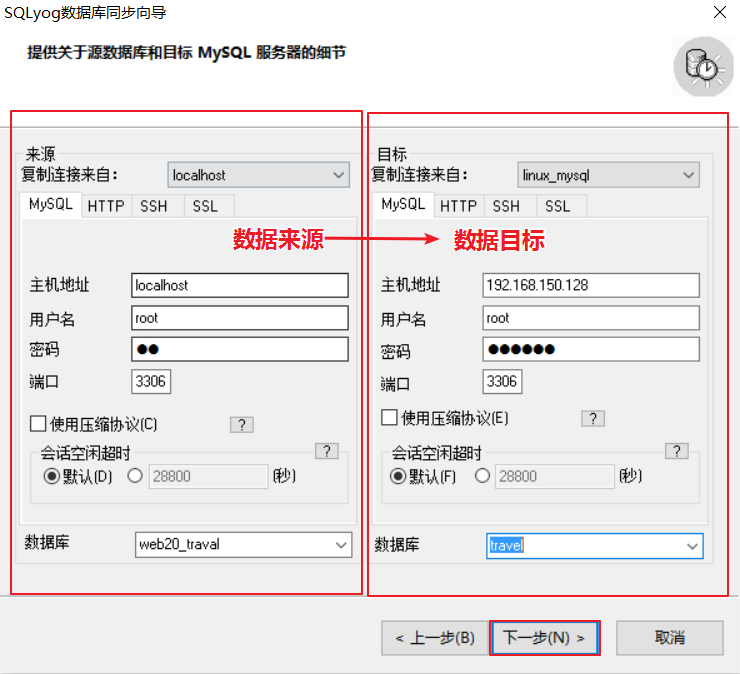 SQLyog数据库同步向导
提供关于源数据库和目标 MySQL 服务器的细节
来源
复制连接来自:
localhost
MySQL HTTP SSH SSL
数据来源
主机地址 localhost
用户名 root
密码 ●●
端口 3306
使用压缩协议(C) ?
会话空闲超时 ?
默认(D) 28800 (秒)
数据库 web20_traval
目标
复制连接来自:
linux_mysql
MySQL HTTP SSH SSL
数据目标
主机地址 192.168.150.128
用户名 root
密码 ●●●●●●
端口 3306
使用压缩协议(E) ?
会话空闲超时 ?
默认(F) 28800 (秒)
数据库 travel
< 上一步(B) 下一步(N) > 取消